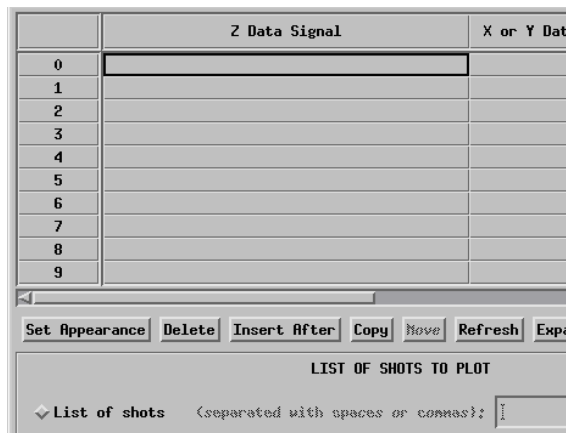 Z Data Signal X or Y Dat
0
1
2
3
4
5
6
7
8
9
Set Appearance Delete Insert After Copy Move Refresh Expa
LIST OF SHOTS TO PLOT
List of shots (separated with spaces or commas):